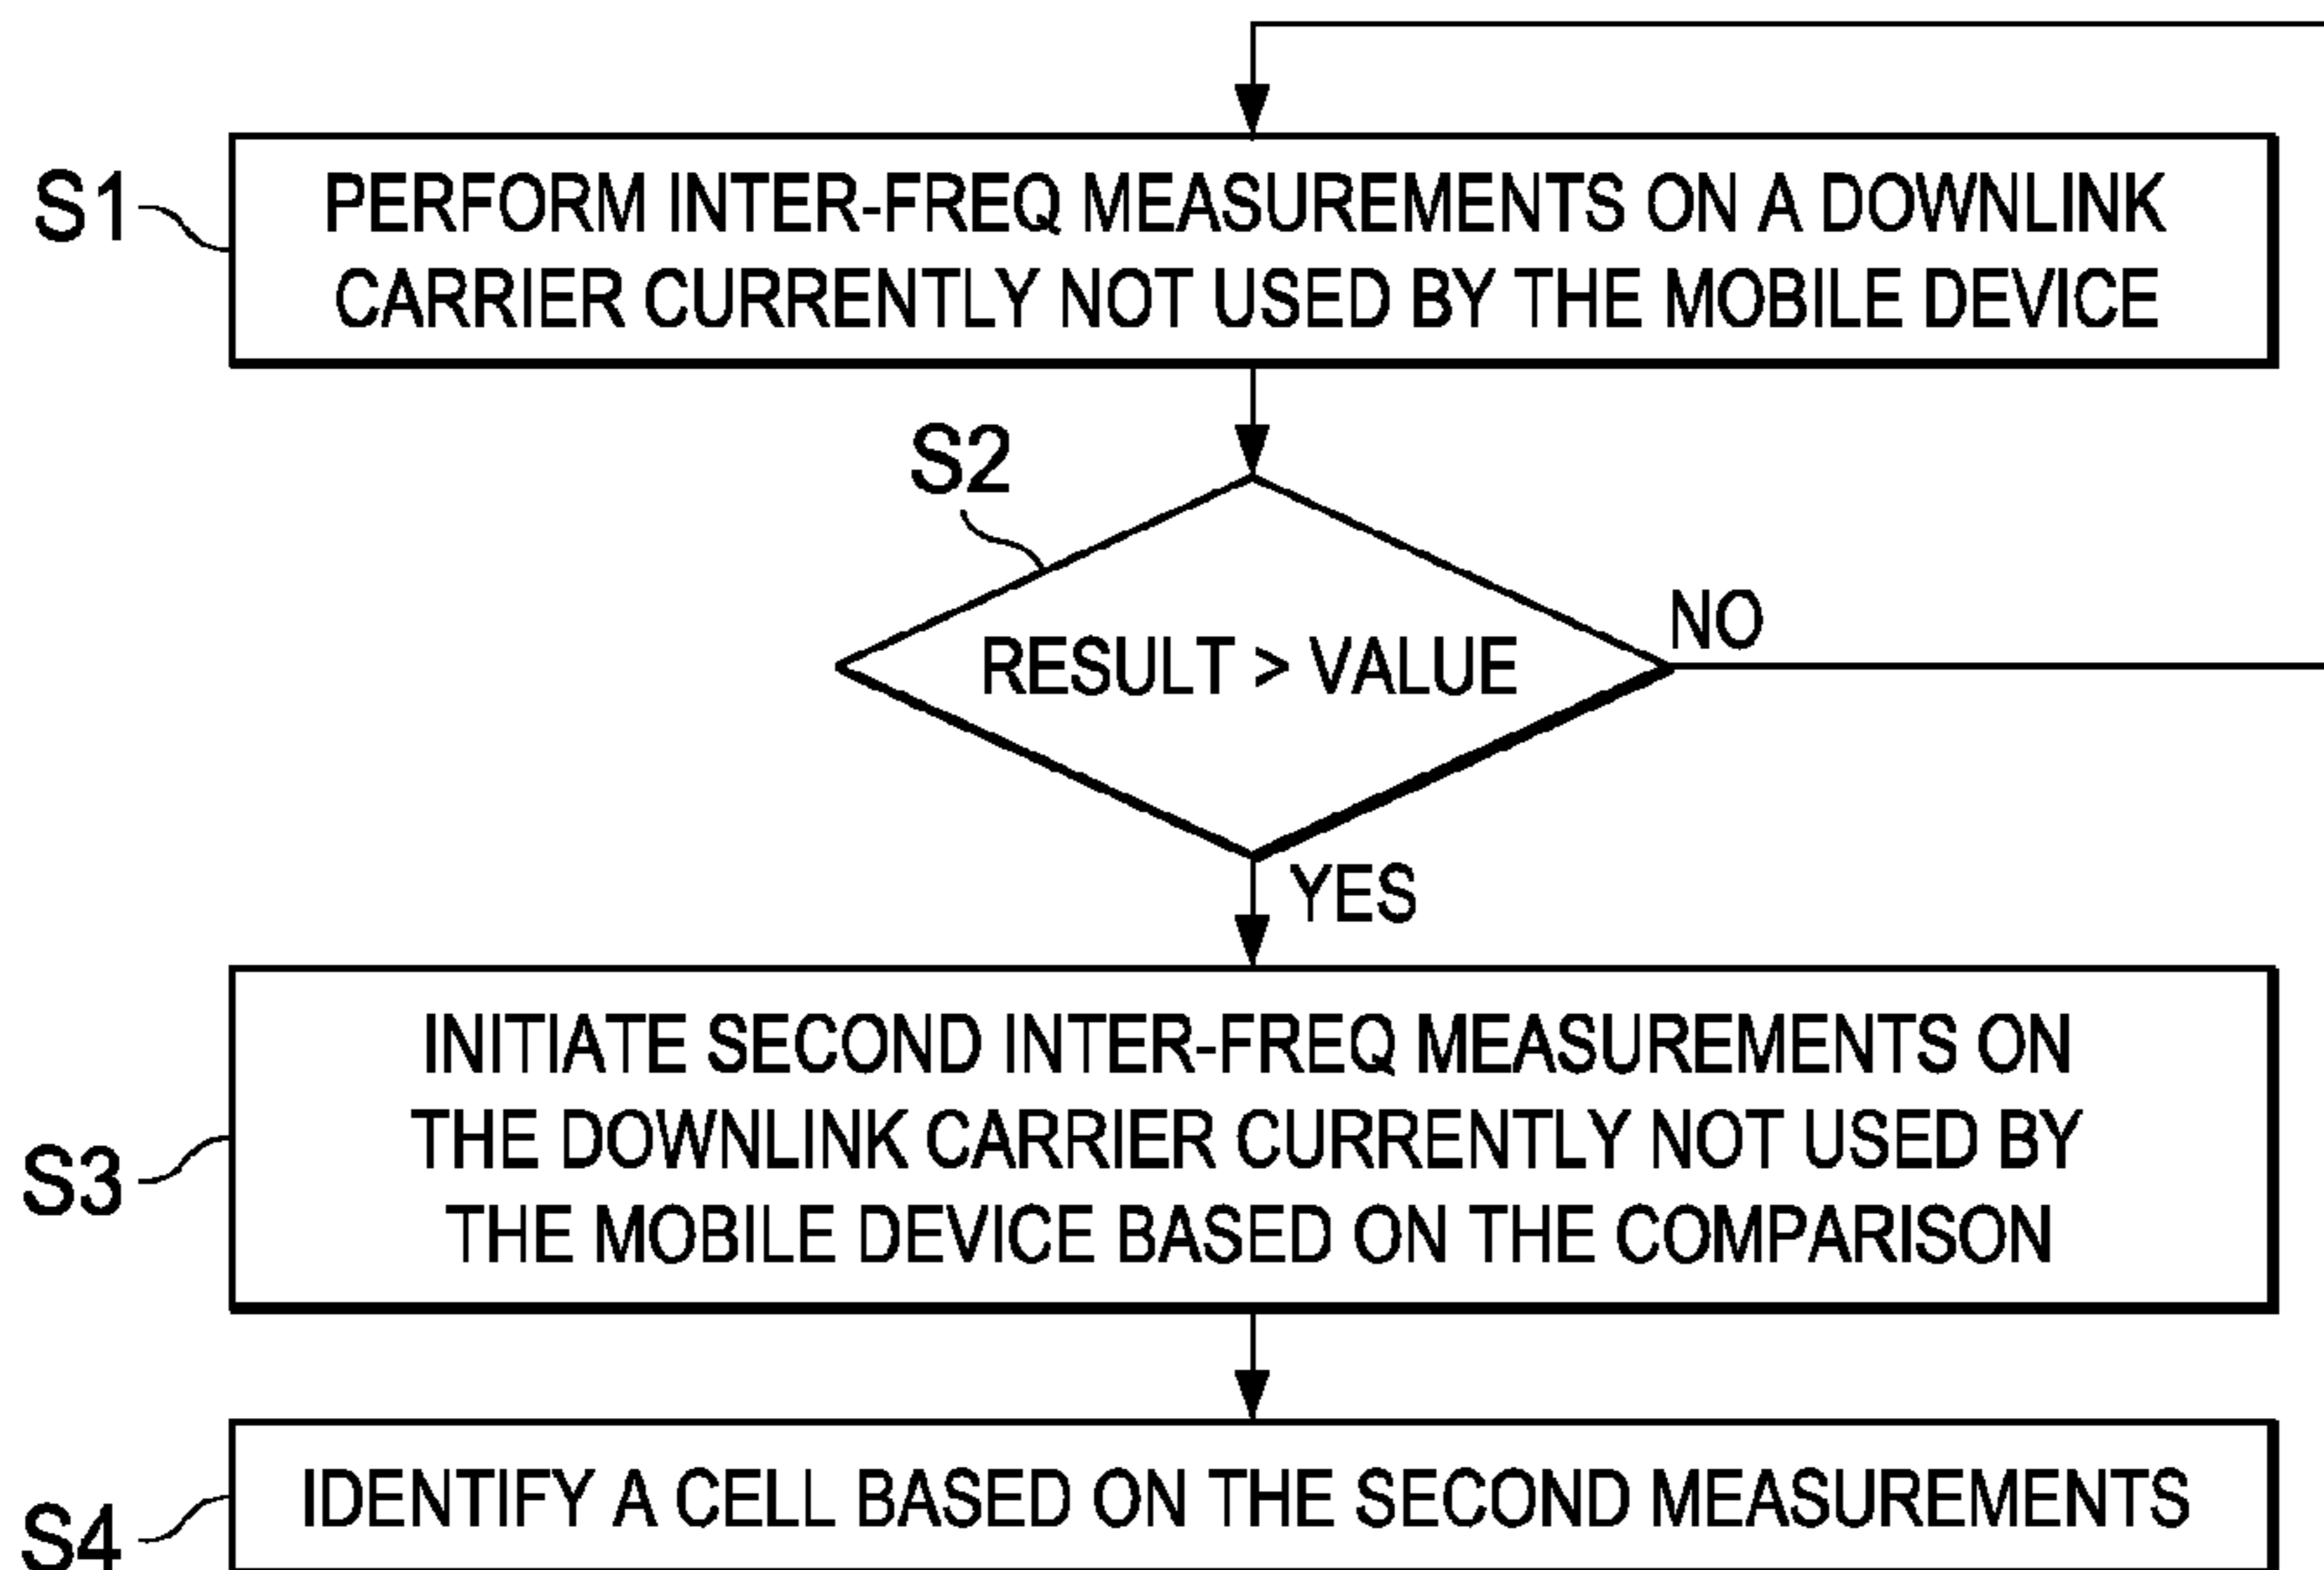 S1
PERFORM INTER-FREQ MEASUREMENTS ON A DOWNLINK
CARRIER CURRENTLY NOT USED BY THE MOBILE DEVICE
S2
RESULT > VALUE
NO
YES
S3
INITIATE SECOND INTER-FREQ MEASUREMENTS ON
THE DOWNLINK CARRIER CURRENTLY NOT USED BY
THE MOBILE DEVICE BASED ON THE COMPARISON
S4
IDENTIFY A CELL BASED ON THE SECOND MEASUREMENTS